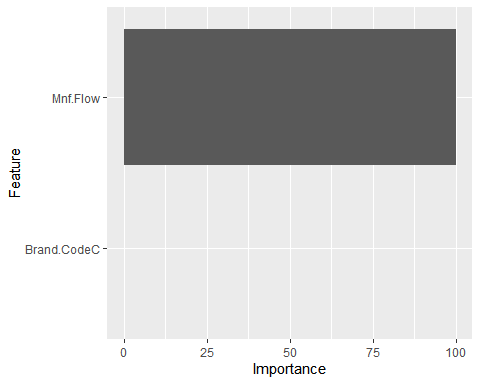 Feature
Mnf.Flow
Brand.CodeC
0 25 50 75 100
Importance